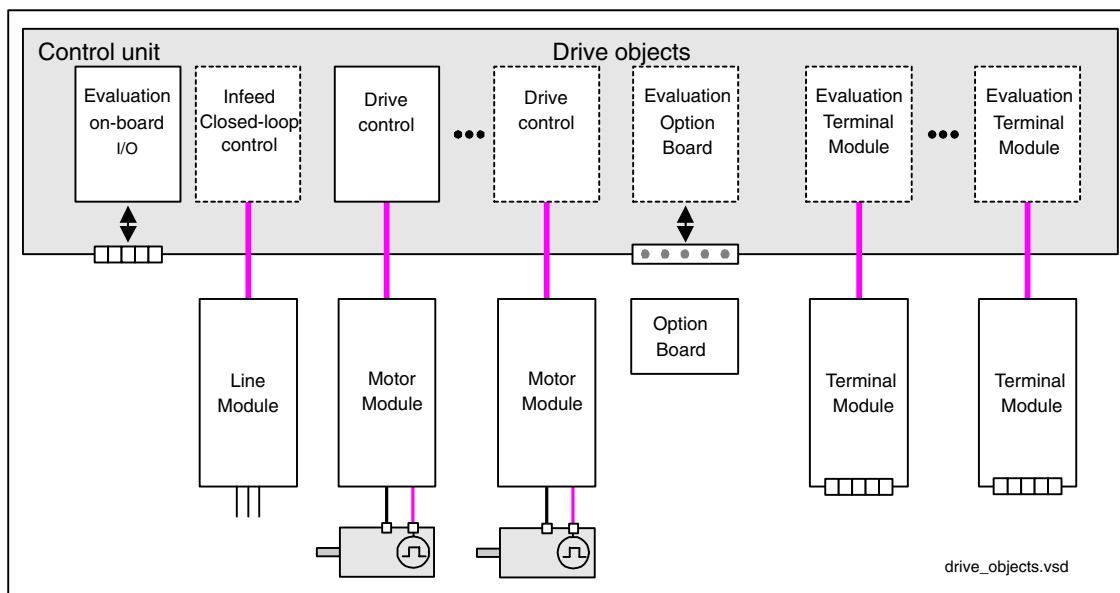 Control unit
Drive objects
Evaluation
on-board
I/O
Infeed
Closed-loop
control
Drive
control
Drive
control
Evaluation
Option
Board
Evaluation
Terminal
Module
Evaluation
Terminal
Module
Line
Module
Motor
Module
Motor
Module
Option
Board
Terminal
Module
Terminal
Module
drive_objects.vsd